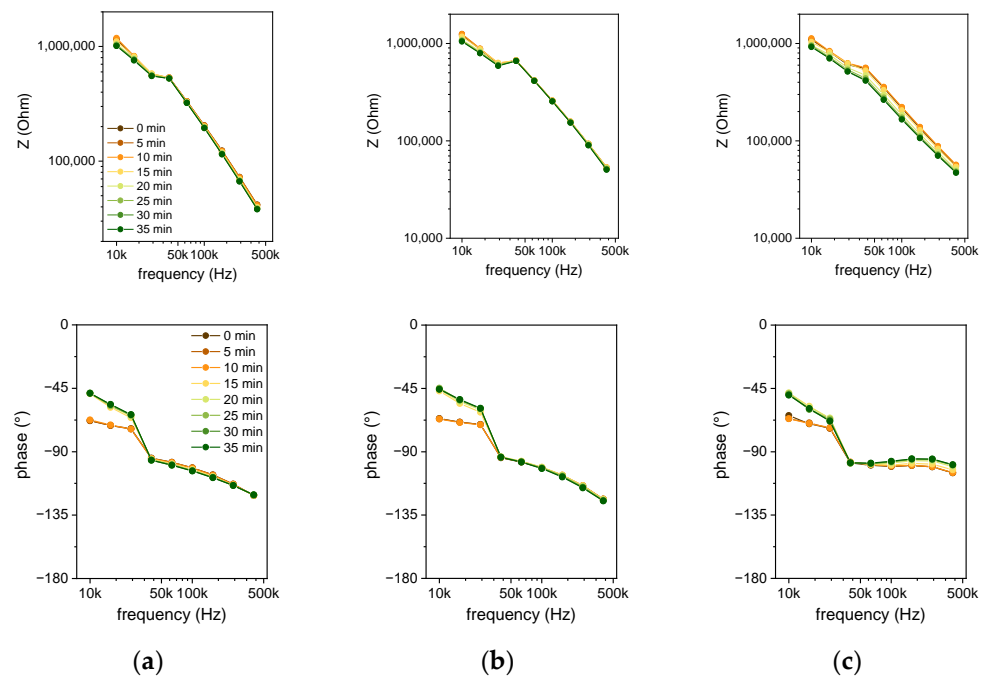 1,000,000
100,000
Z (Ohm)
0 min
5 min
10 min
15 min
20 min
25 min
30 min
35 min
10k 50k 100k 500k
frequency (Hz)
1,000,000
100,000
10,000
Z (Ohm)
10k 50k 100k 500k
frequency (Hz)
1,000,000
100,000
10,000
Z (Ohm)
10k 50k 100k 500k
frequency (Hz)
0
−45
−90
−135
−180
phase (°)
0 min
5 min
10 min
15 min
20 min
25 min
30 min
35 min
10k 50k 100k 500k
frequency (Hz)
0
−45
−90
−135
−180
phase (°)
10k 50k 100k 500k
frequency (Hz)
0
−45
−90
−135
−180
phase (°)
10k 50k 100k 500k
frequency (Hz)
(a) (b) (c)